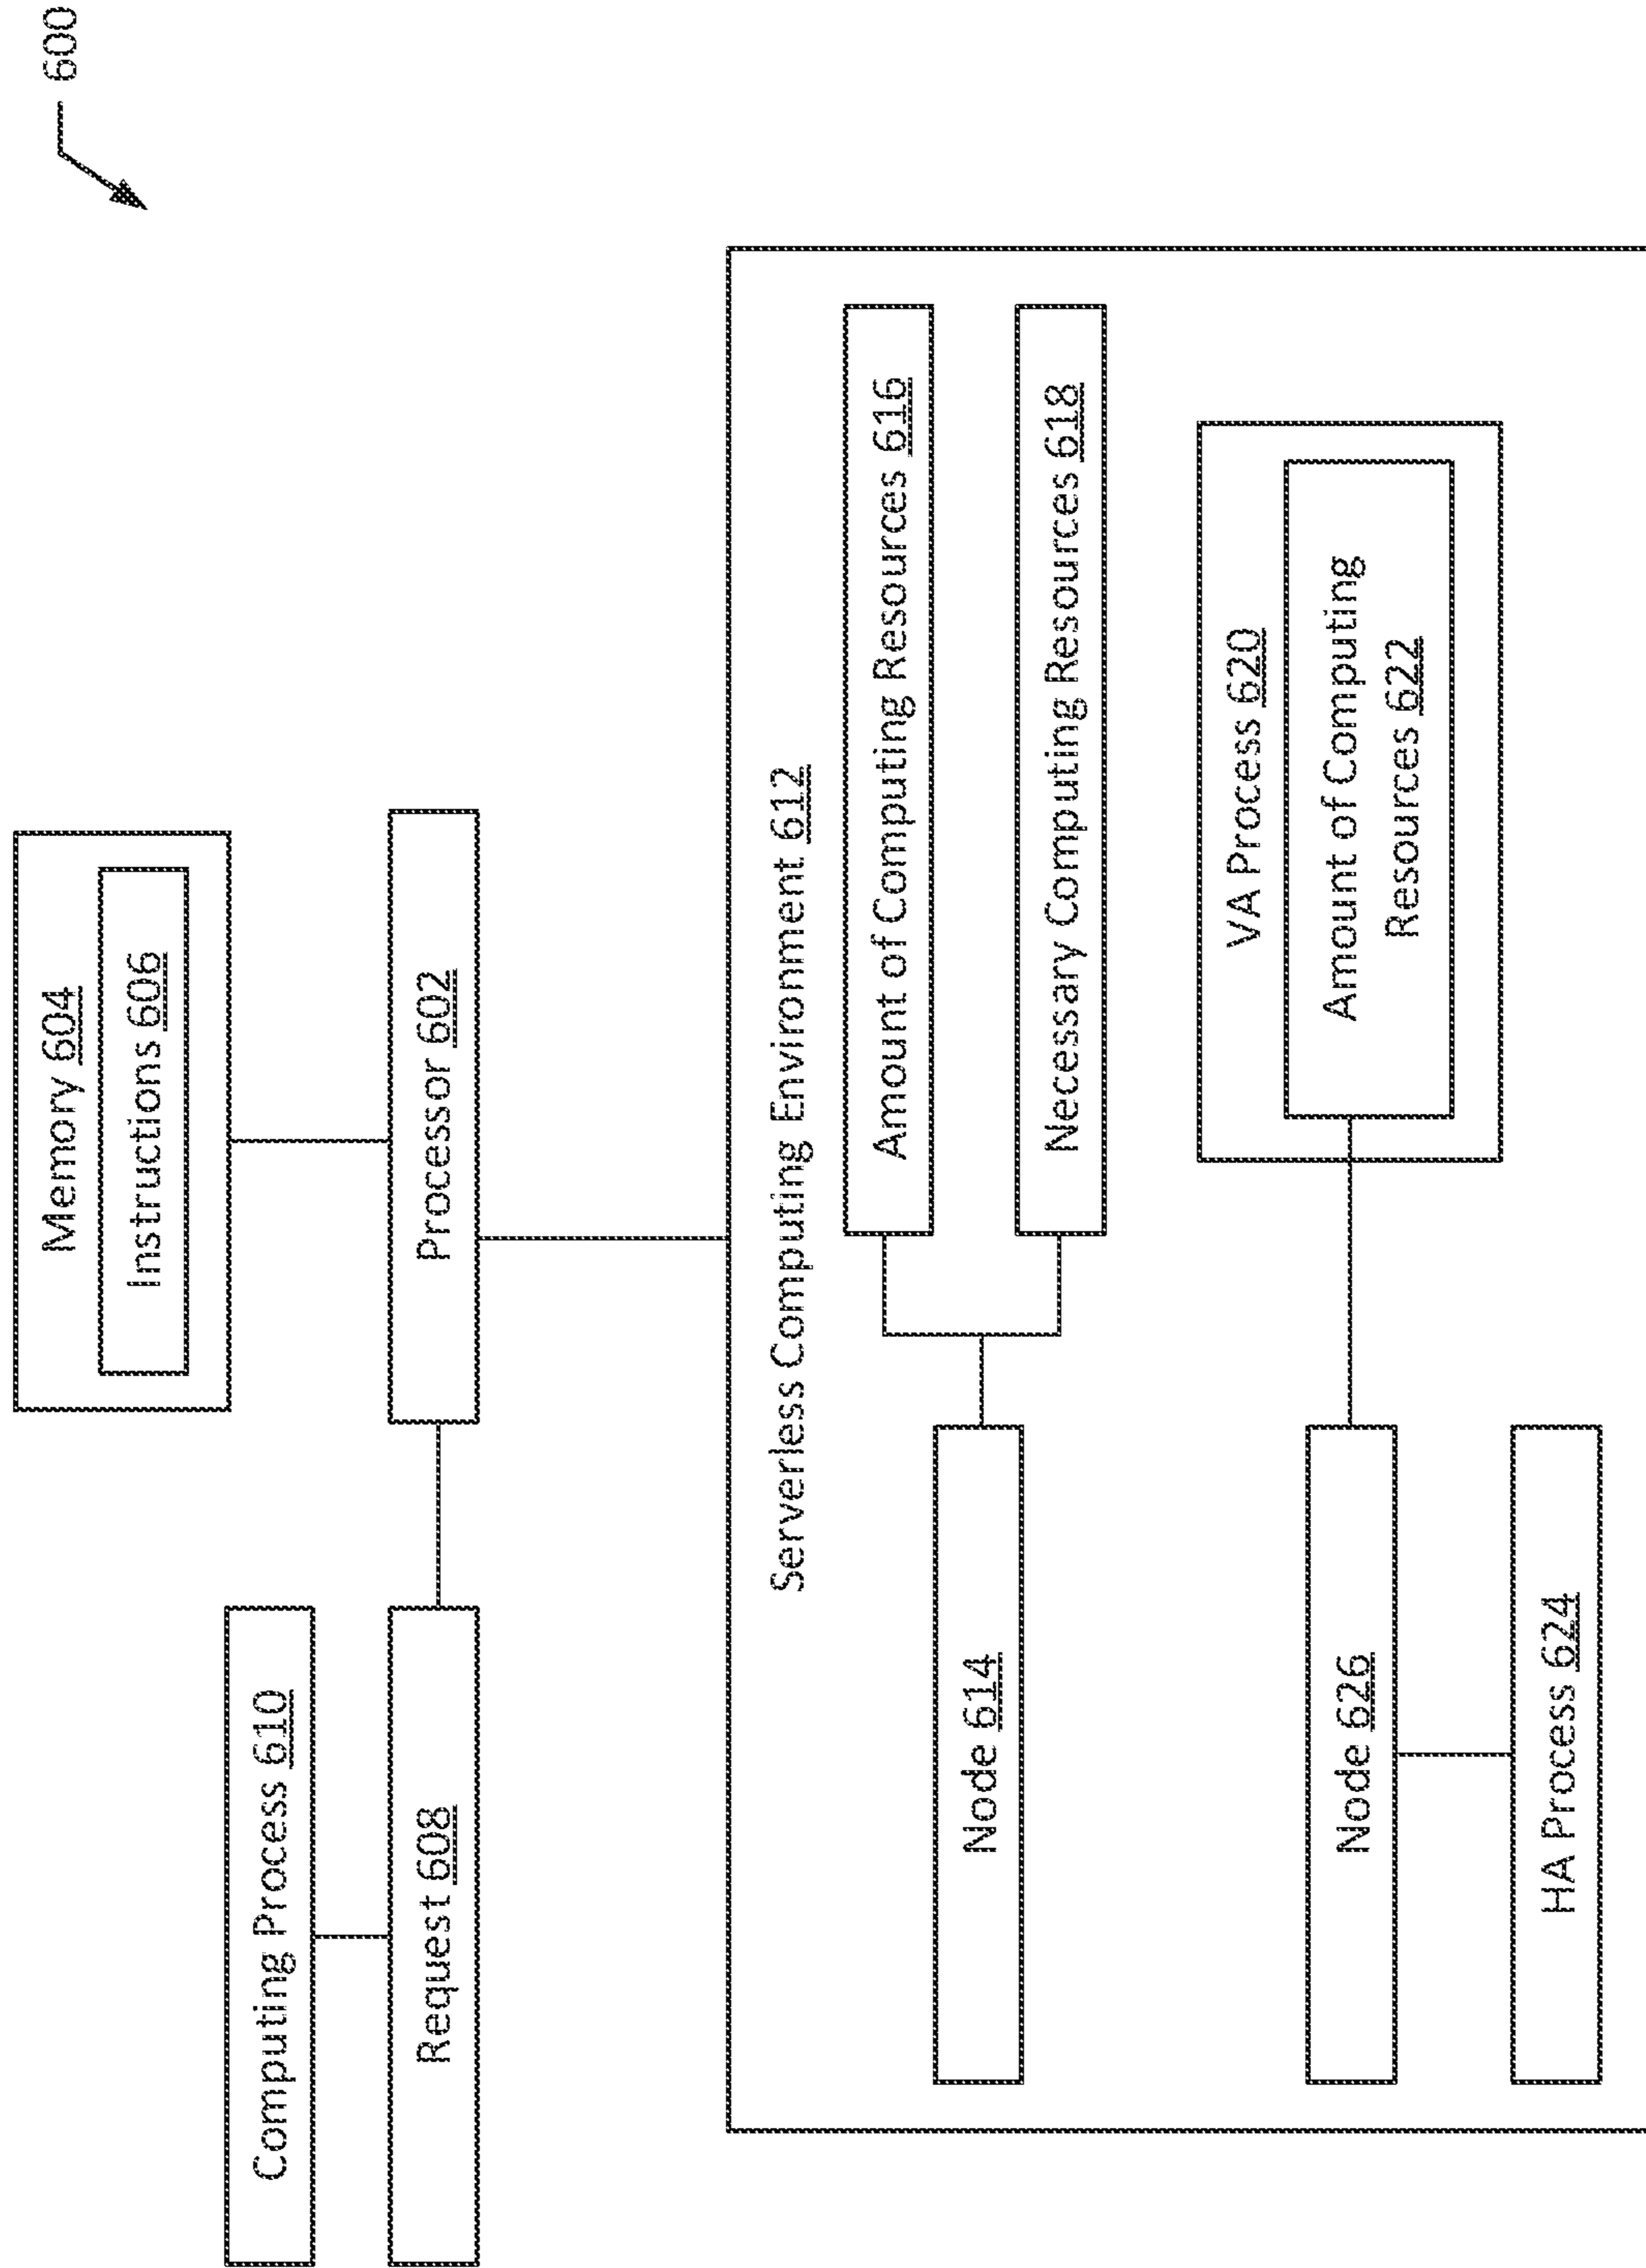 600
Memory 604
Instructions 606
Computing Process 610
Request 608
Processor 602
Serverless Computing Environment 612
Node 614
Amount of Computing Resources 616
Necessary Computing Resources 618
VA Process 620
Amount of Computing
Resources 622
Node 626
HA Process 624